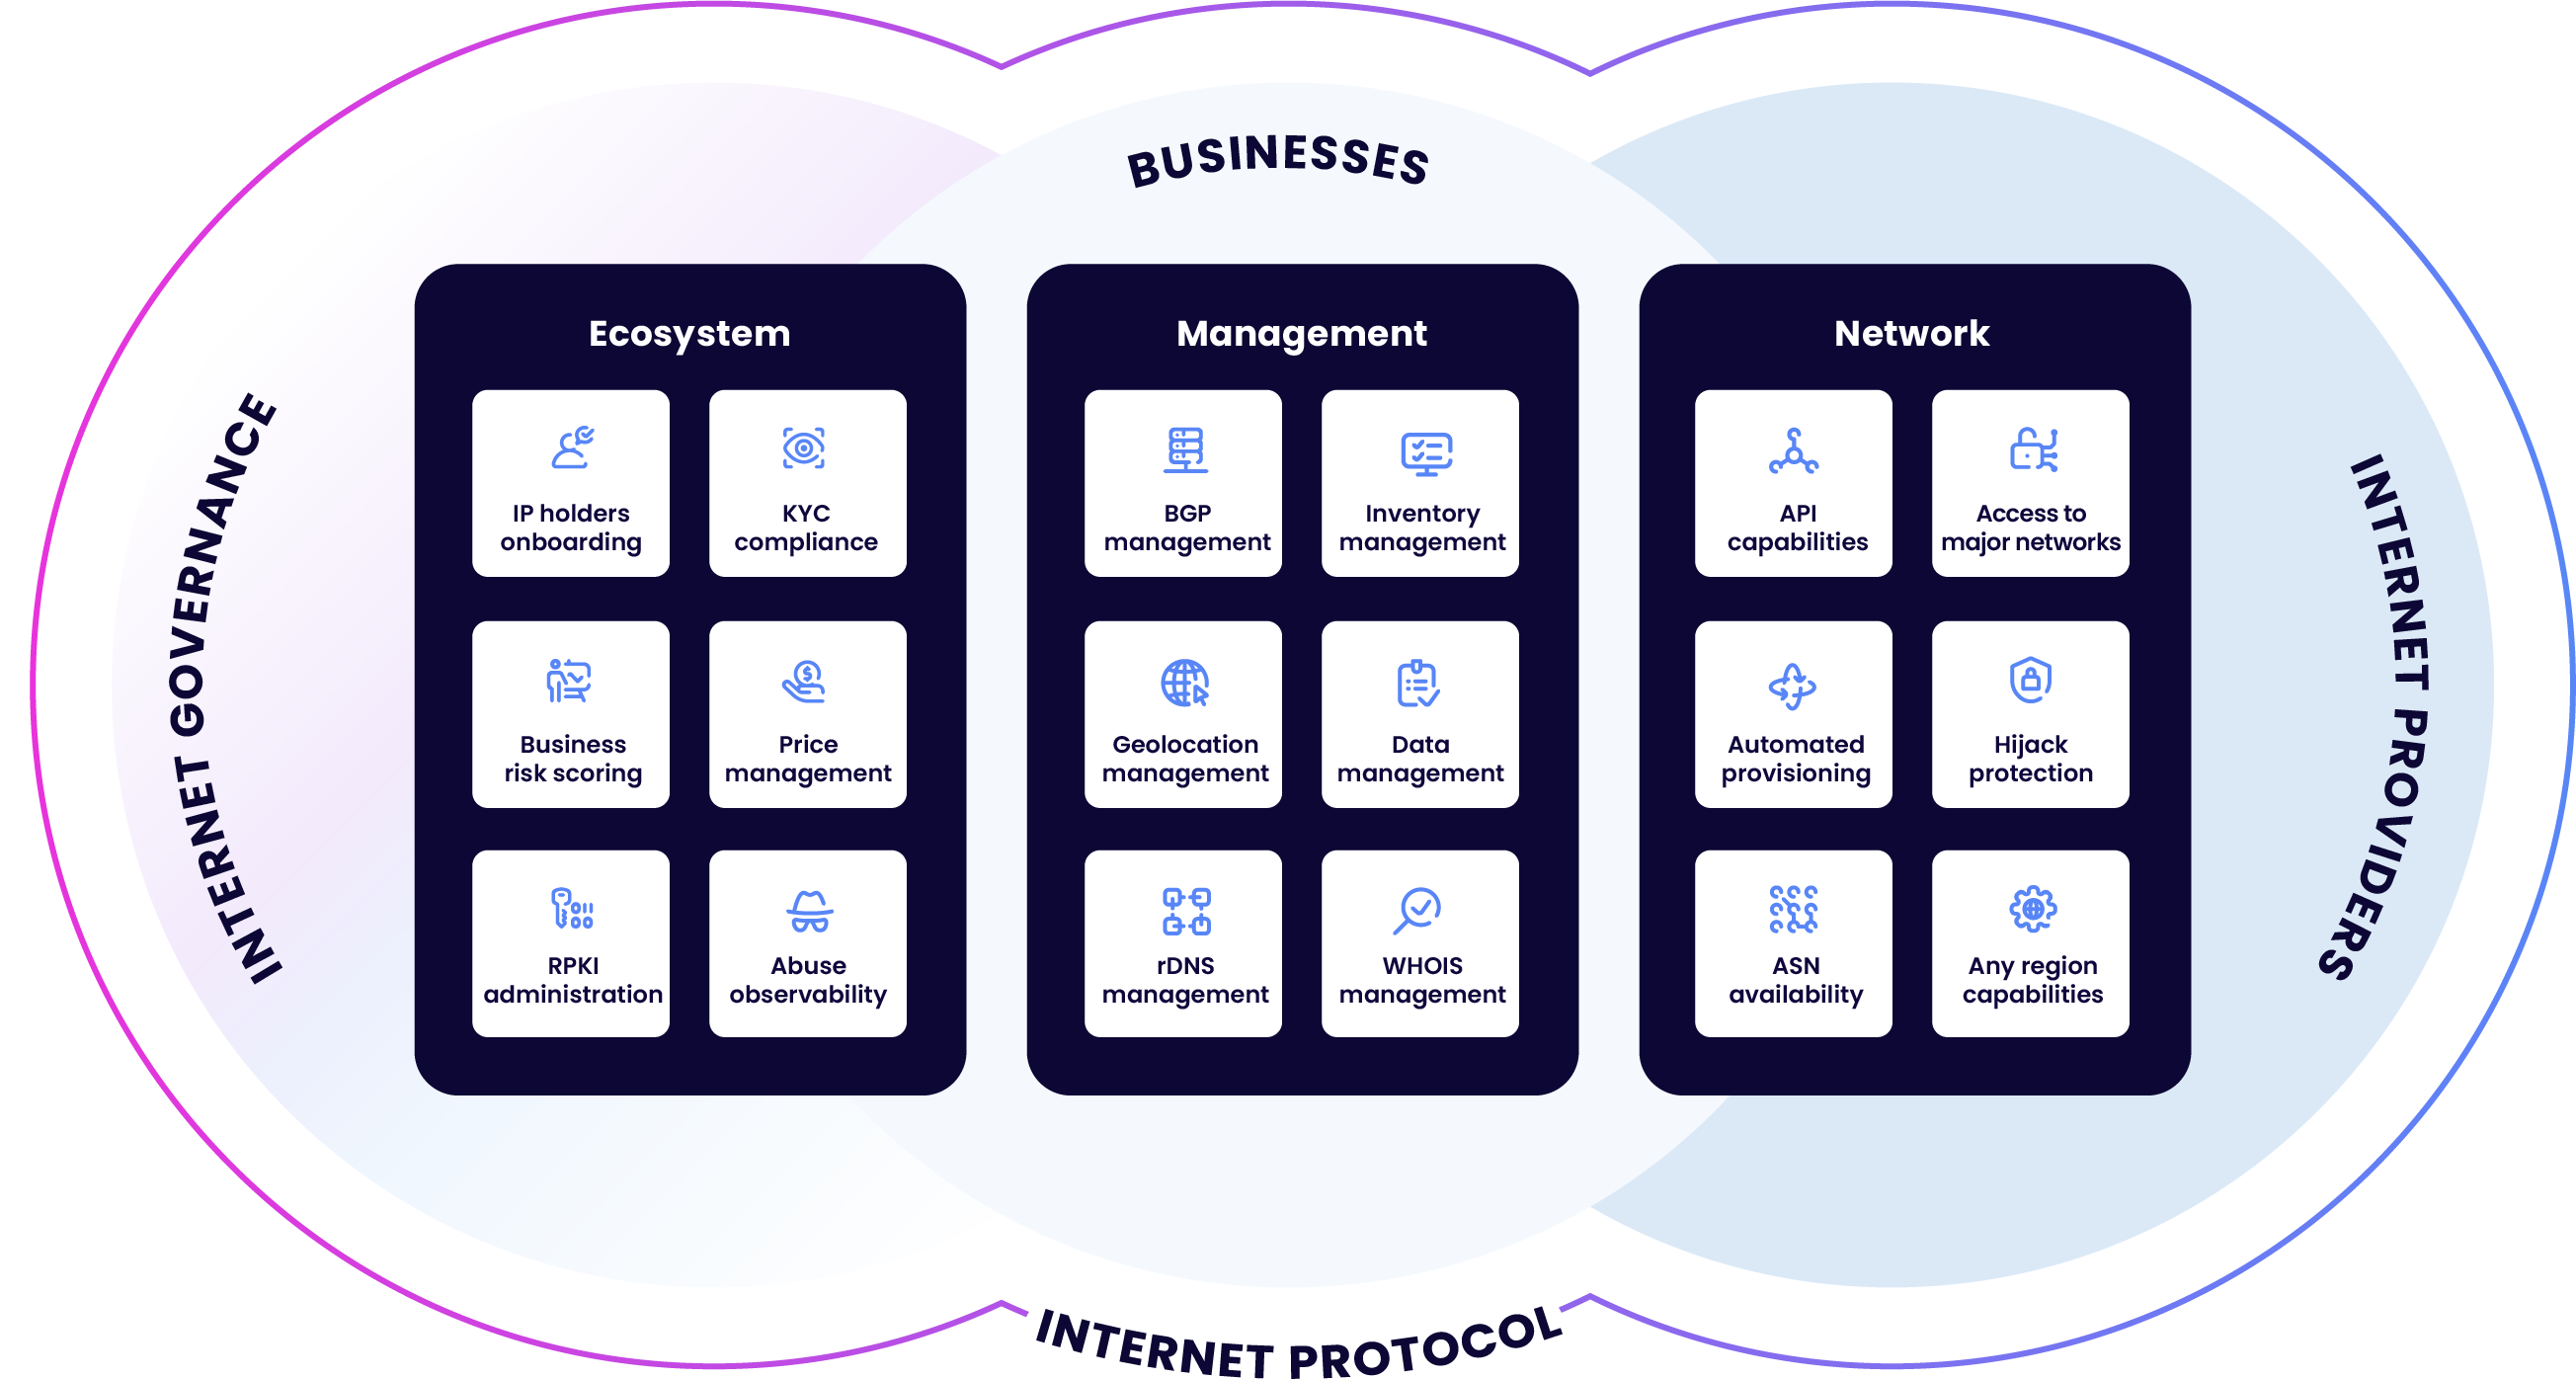 BUSINESSES
INTERNET GOVERNANCE
Ecosystem
IP holders
onboarding
KYC
compliance
Business
risk scoring
Price
management
RPKI
administration
Abuse
observability
Management
BGP
management
Inventory
management
Geolocation
management
Data
management
rDNS
management
WHOIS
management
Network
API
capabilities
Access to
major networks
Automated
provisioning
Hijack
protection
ASN
availability
Any region
capabilities
INTERNET PROVIDERS
INTERNET PROTOCOL